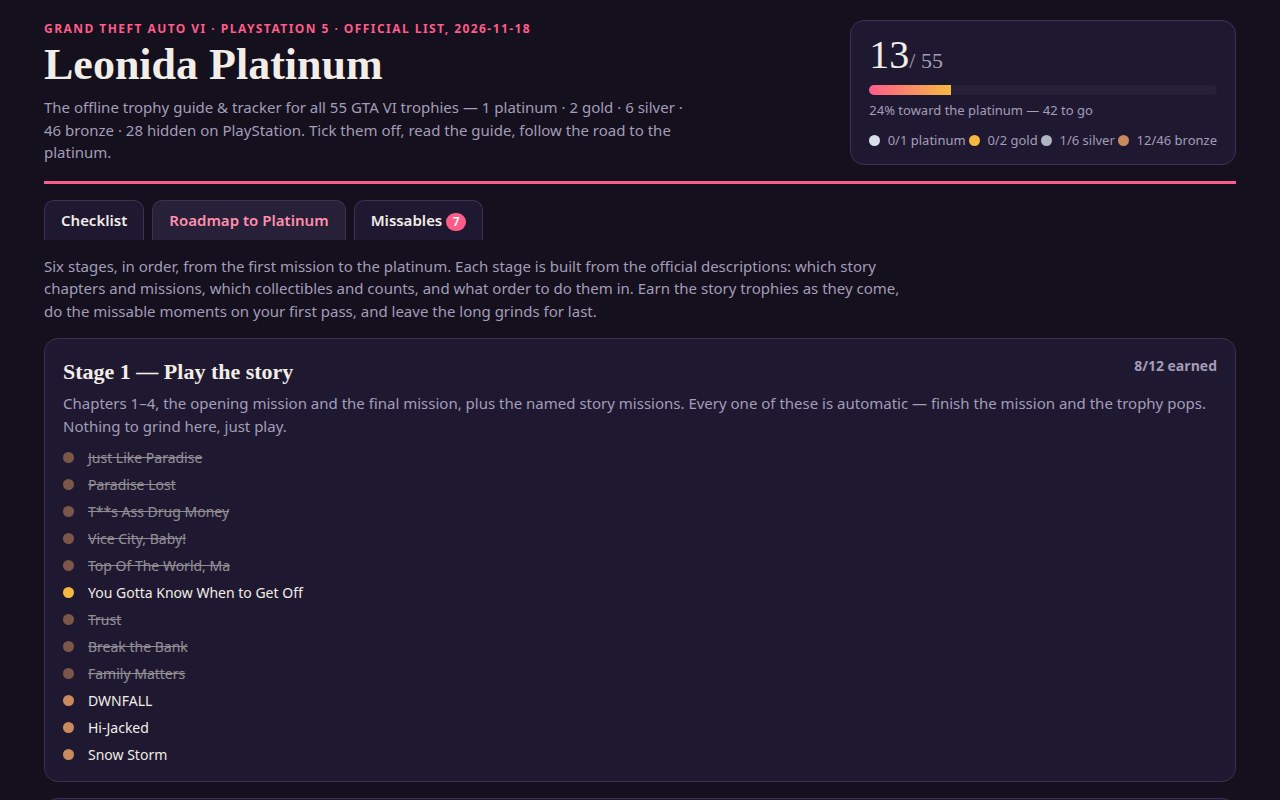 GRAND THEFT AUTO VI · PLAYSTATION 5 · OFFICIAL LIST, 2026-11-18
Leonida Platinum
The offline trophy guide & tracker for all 55 GTA VI trophies — 1 platinum · 2 gold · 6 silver ·
46 bronze · 28 hidden on PlayStation. Tick them off, read the guide, follow the road to the
platinum.
13/ 55
24% toward the platinum — 42 to go
0/1 platinum 0/2 gold 1/6 silver 12/46 bronze
Checklist
Roadmap to Platinum
Missables 7
Six stages, in order, from the first mission to the platinum. Each stage is built from the official descriptions: which story
chapters and missions, which collectibles and counts, and what order to do them in. Earn the story trophies as they come,
do the missable moments on your first pass, and leave the long grinds for last.
Stage 1 — Play the story
8/12 earned
Chapters 1–4, the opening mission and the final mission, plus the named story missions. Every one of these is automatic — finish the mission and the trophy pops.
Nothing to grind here, just play.
Just Like Paradise
Paradise Lost
T**s Ass Drug Money
Vice City, Baby!
Top Of The World, Ma
You Gotta Know When to Get Off
Trust
Break the Bank
Family Matters
DWNFALL
Hi-Jacked
Snow Storm